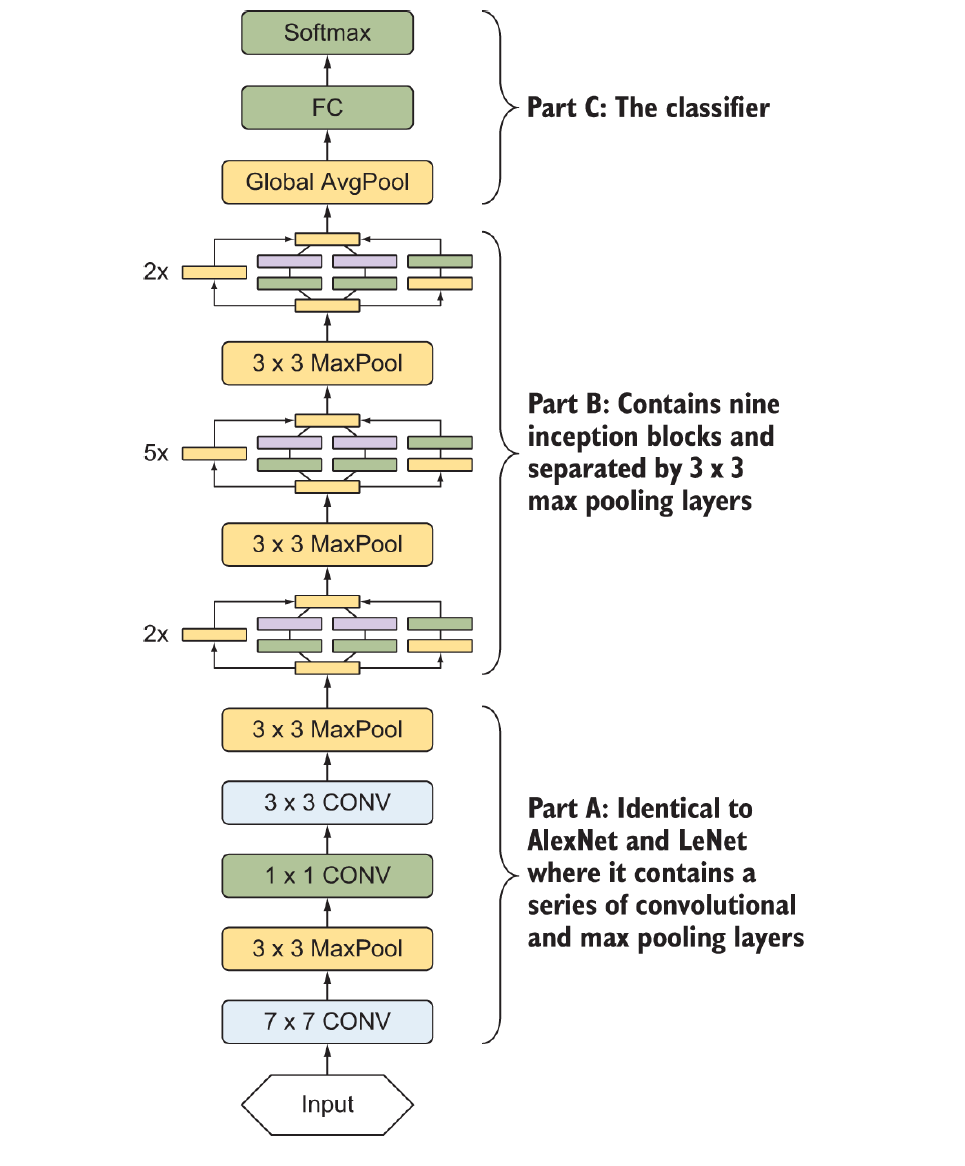 Softmax
FC
Part C: The classifier
Global AvgPool
2x
3 x 3 MaxPool
Part B: Contains nine
inception blocks and
separated by 3 x 3
max pooling layers
5x
3 x 3 MaxPool
2x
3 x 3 MaxPool
3 x 3 CONV
Part A: Identical to
AlexNet and LeNet
where it contains a
series of convolutional
and max pooling layers
1 x 1 CONV
3 x 3 MaxPool
7 x 7 CONV
Input